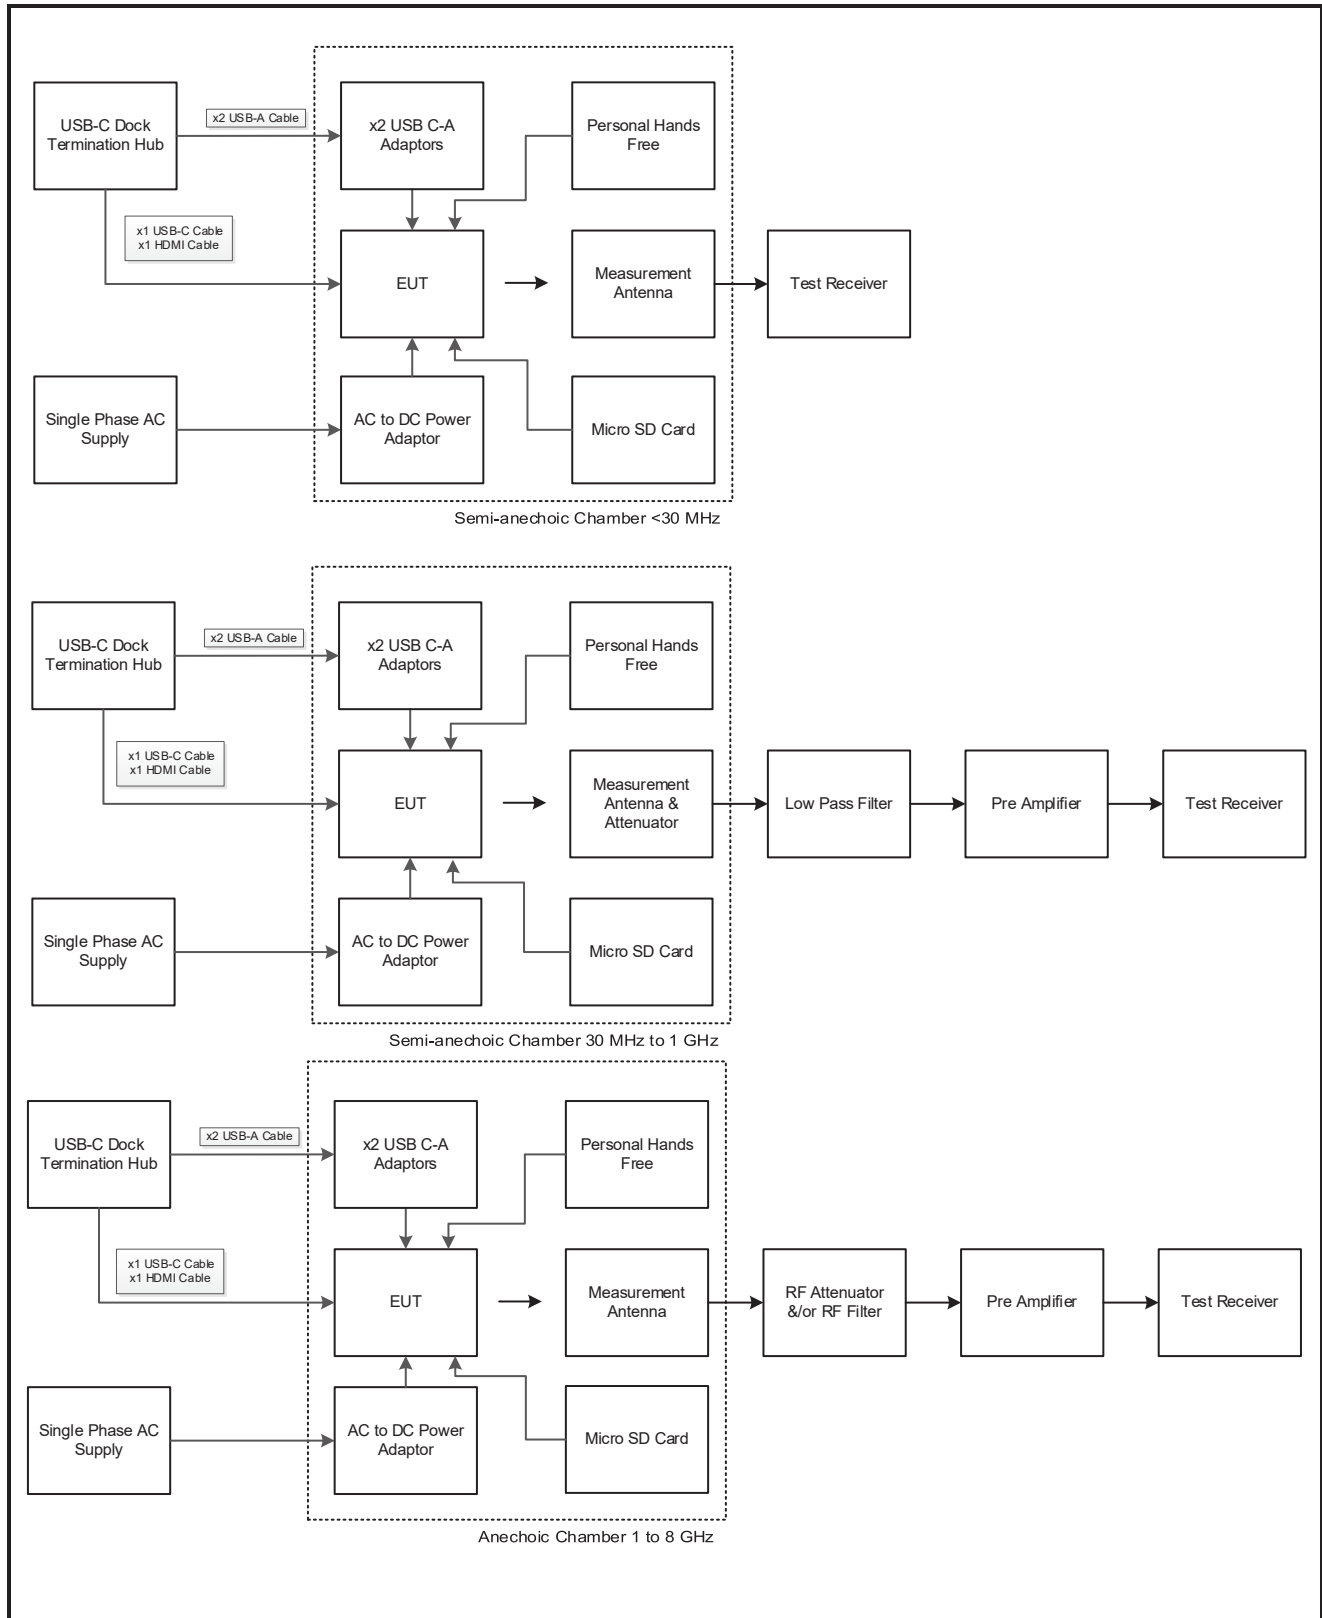 USB-C Dock
Termination Hub
x2 USB-A Cable
x2 USB C-A
Adaptors
Personal Hands
Free
x1 USB-C Cable
x1 HDMI Cable
EUT
Measurement
Antenna
Test Receiver
Single Phase AC
Supply
AC to DC Power
Adaptor
Micro SD Card
Semi-anechoic Chamber <30 MHz
USB-C Dock
Termination Hub
x2 USB-A Cable
x2 USB C-A
Adaptors
Personal Hands
Free
x1 USB-C Cable
x1 HDMI Cable
EUT
Measurement
Antenna &
Attenuator
Low Pass Filter
Pre Amplifier
Test Receiver
Single Phase AC
Supply
AC to DC Power
Adaptor
Micro SD Card
Semi-anechoic Chamber 30 MHz to 1 GHz
USB-C Dock
Termination Hub
x2 USB-A Cable
x2 USB C-A
Adaptors
Personal Hands
Free
x1 USB-C Cable
x1 HDMI Cable
EUT
Measurement
Antenna
RF Attenuator
&/or RF Filter
Pre Amplifier
Test Receiver
Single Phase AC
Supply
AC to DC Power
Adaptor
Micro SD Card
Anechoic Chamber 1 to 8 GHz